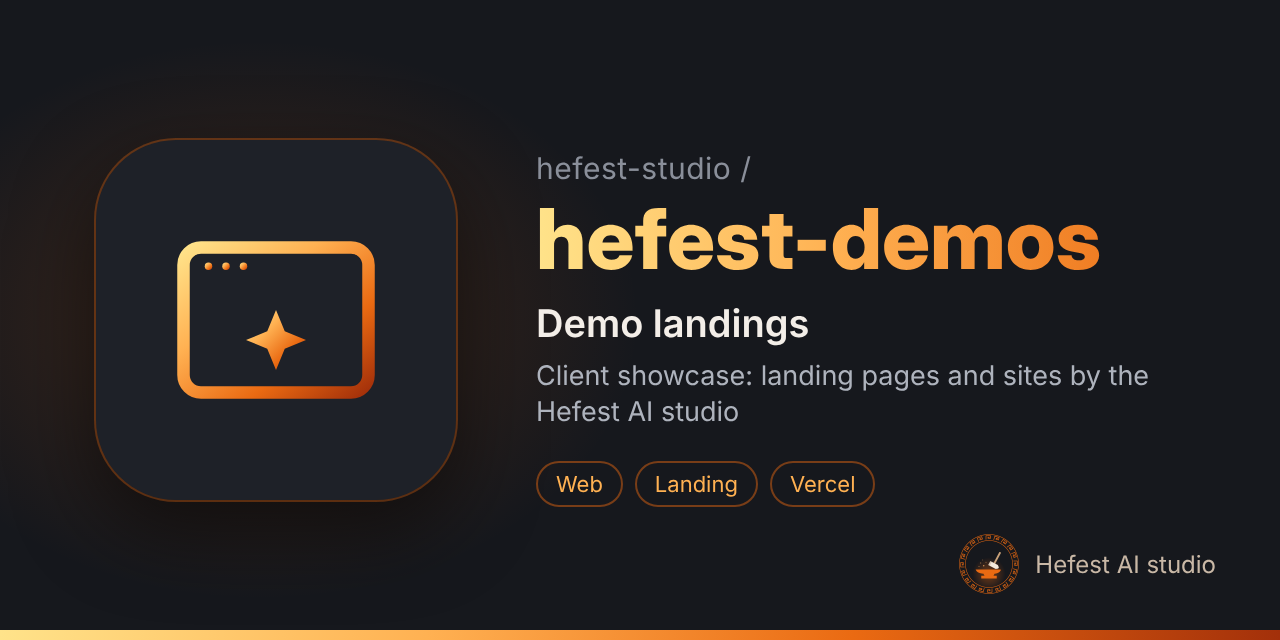 hefest-studio /
hefest-demos
Demo landings
Client showcase: landing pages and sites by the
Hefest AI studio
Web
Landing
Vercel
Hefest AI studio